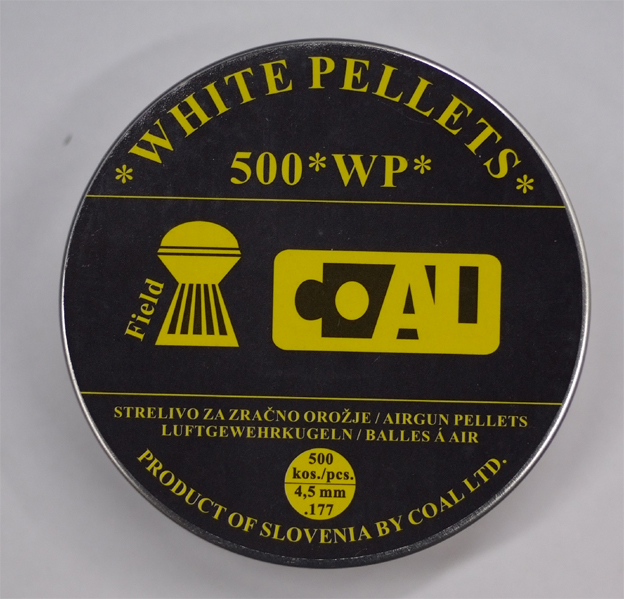 *WHITE PELLETS*
500*WP*
Field
COAL
STRELIVO ZA ZRAČNO OROŽJE / AIRGUN PELLETS
LUFTGEWEHRKUGELN / BALLES Á AIR
500
kos./pcs.
4,5 mm
.177
PRODUCT OF SLOVENIA BY COAL LTD.